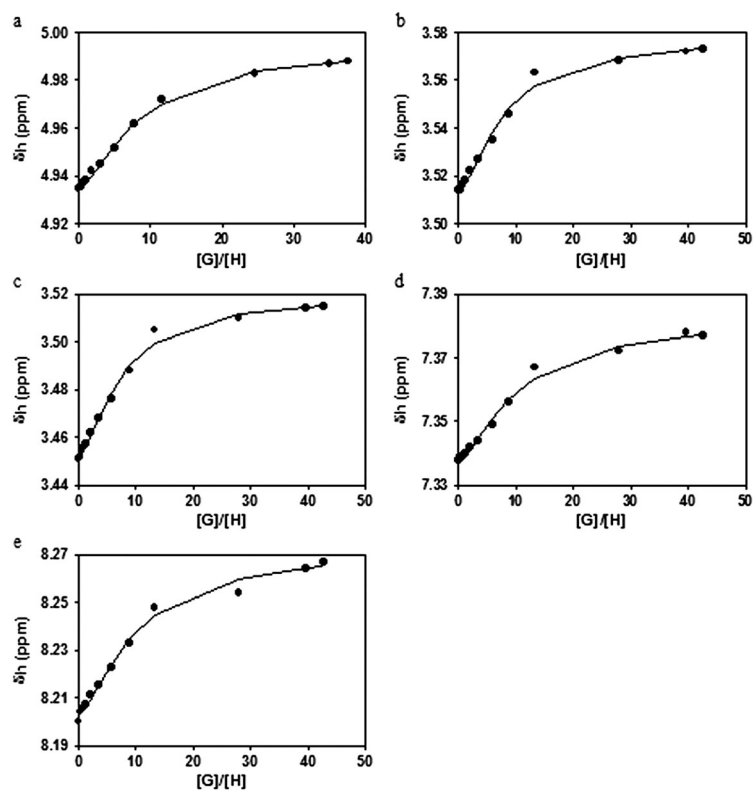 a
b
5.00
4.98
4.96
4.94
4.92
δh (ppm)
0 10 20 30 40
[G]/[H]
3.58
3.56
3.54
3.52
3.50
δh (ppm)
0 10 20 30 40 50
[G]/[H]
c
d
3.52
3.50
3.48
3.46
3.44
δh (ppm)
0 10 20 30 40 50
[G]/[H]
7.39
7.37
7.35
7.33
δh (ppm)
0 10 20 30 40 50
[G]/[H]
e
8.27
8.25
8.23
8.21
8.19
δh (ppm)
0 10 20 30 40 50
[G]/[H]